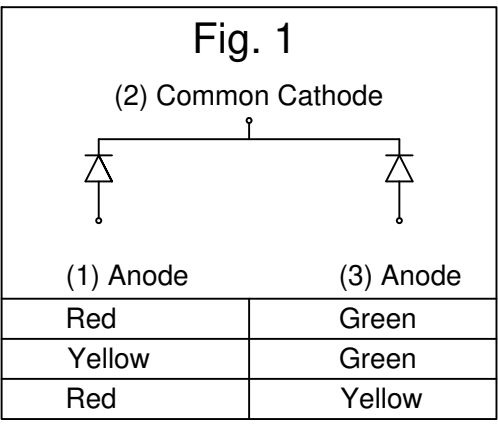 Fig. 1
(2) Common Cathode
(1) Anode (3) Anode
Red Green
Yellow Green
Red Yellow